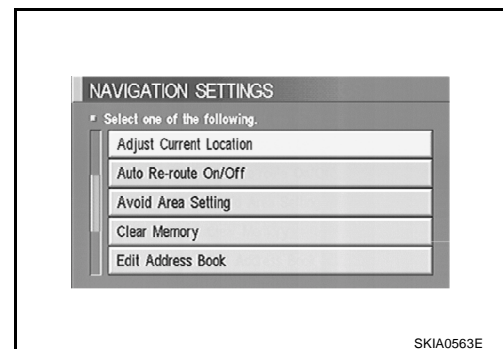 NAVIGATION SETTINGS
Select one of the following.
Adjust Current Location
Auto Re-route On/Off
Avoid Area Setting
Clear Memory
Edit Address Book
SKIA0563E